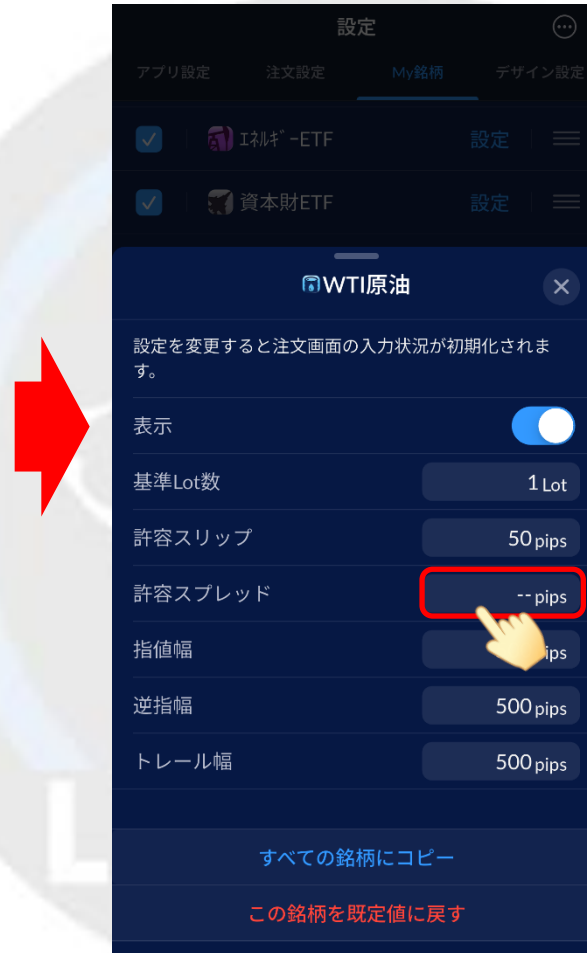 設定
アプリ設定 注文設定 My銘柄 デザイン設定
ｴﾈﾙｷﾞｰETF 設定
資本財ETF 設定
WTI原油
設定を変更すると注文画面の入力状況が初期化されま
す。
表示
基準Lot数 1 Lot
許容スリップ 50 pips
許容スプレッド -- pips
指値幅 ips
逆指幅 500 pips
トレール幅 500 pips
すべての銘柄にコピー
この銘柄を既定値に戻す
L